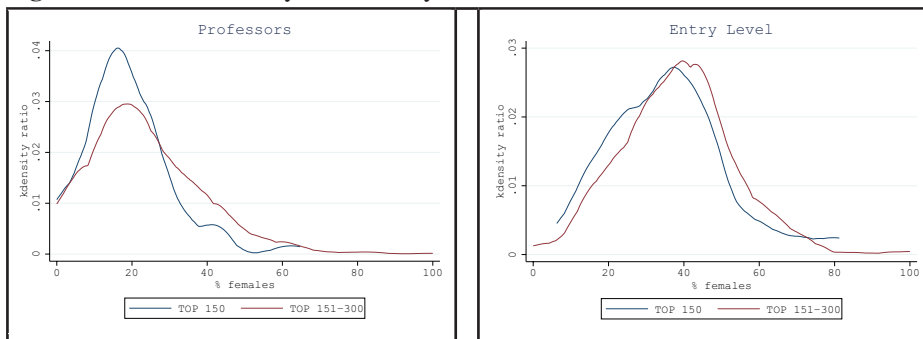 Professors
.04
.03
.02
.01
0
kdensity ratio
0 20 40 60 80 100
% females
TOP 150 TOP 151-300
Entry Level
.03
.02
.01
0
kdensity ratio
0 20 40 60 80 100
% females
TOP 150 TOP 151-300